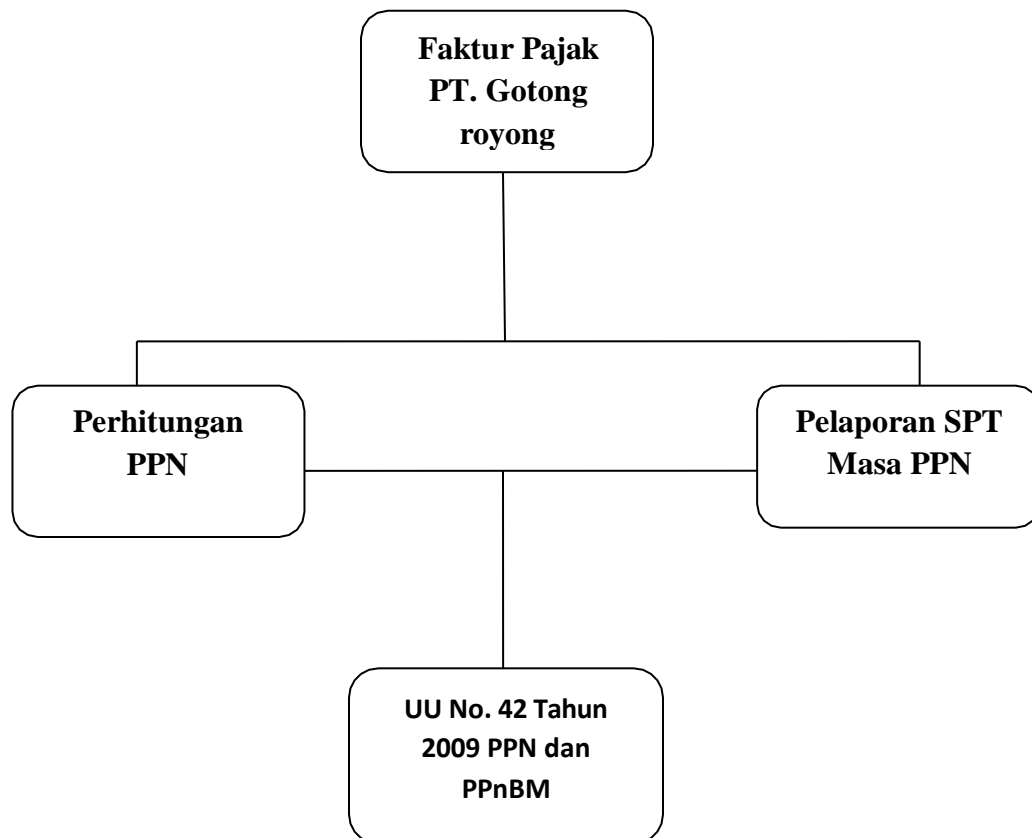 Faktur Pajak
PT. Gotong
royong
Perhitungan
PPN
Pelaporan SPT
Masa PPN
UU No. 42 Tahun
2009 PPN dan
PPnBM